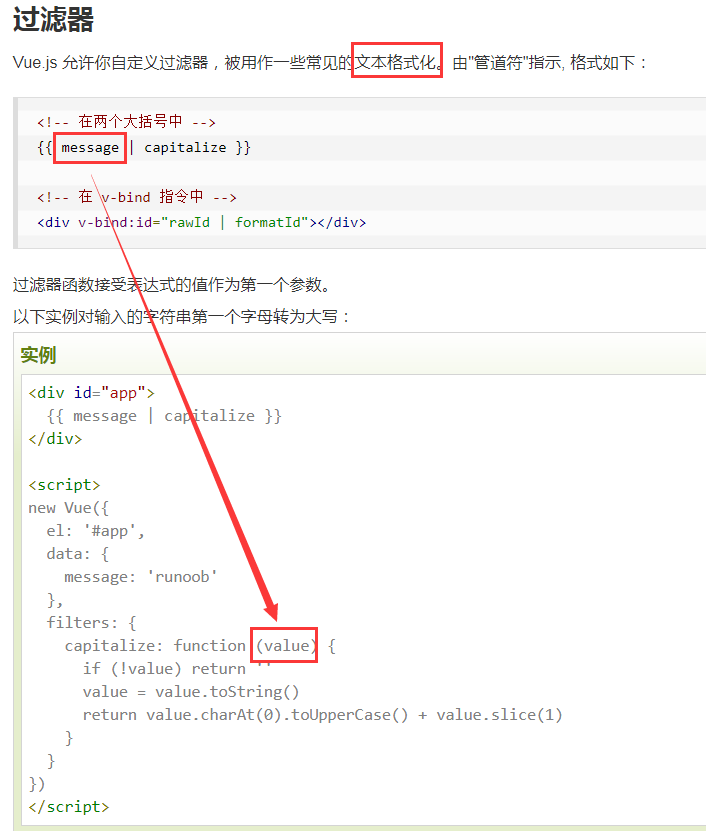 过滤器
Vue.js 允许你自定义过滤器，被用作一些常见的文本格式化。由"管道符"指示, 格式如下：
<!-- 在两个大括号中 -->
{{ message | capitalize }}
<!-- 在 v-bind 指令中 -->
<div v-bind:id="rawId | formatId"></div>
过滤器函数接受表达式的值作为第一个参数。
以下实例对输入的字符串第一个字母转为大写：
实例
<div id="app">
  {{ message | capitalize }}
</div>
<script>
new Vue({
  el: '#app',
  data: {
    message: 'runoob'
  },
  filters: {
    capitalize: function (value) {
      if (!value) return ''
      value = value.toString()
      return value.charAt(0).toUpperCase() + value.slice(1)
    }
  }
})
</script>